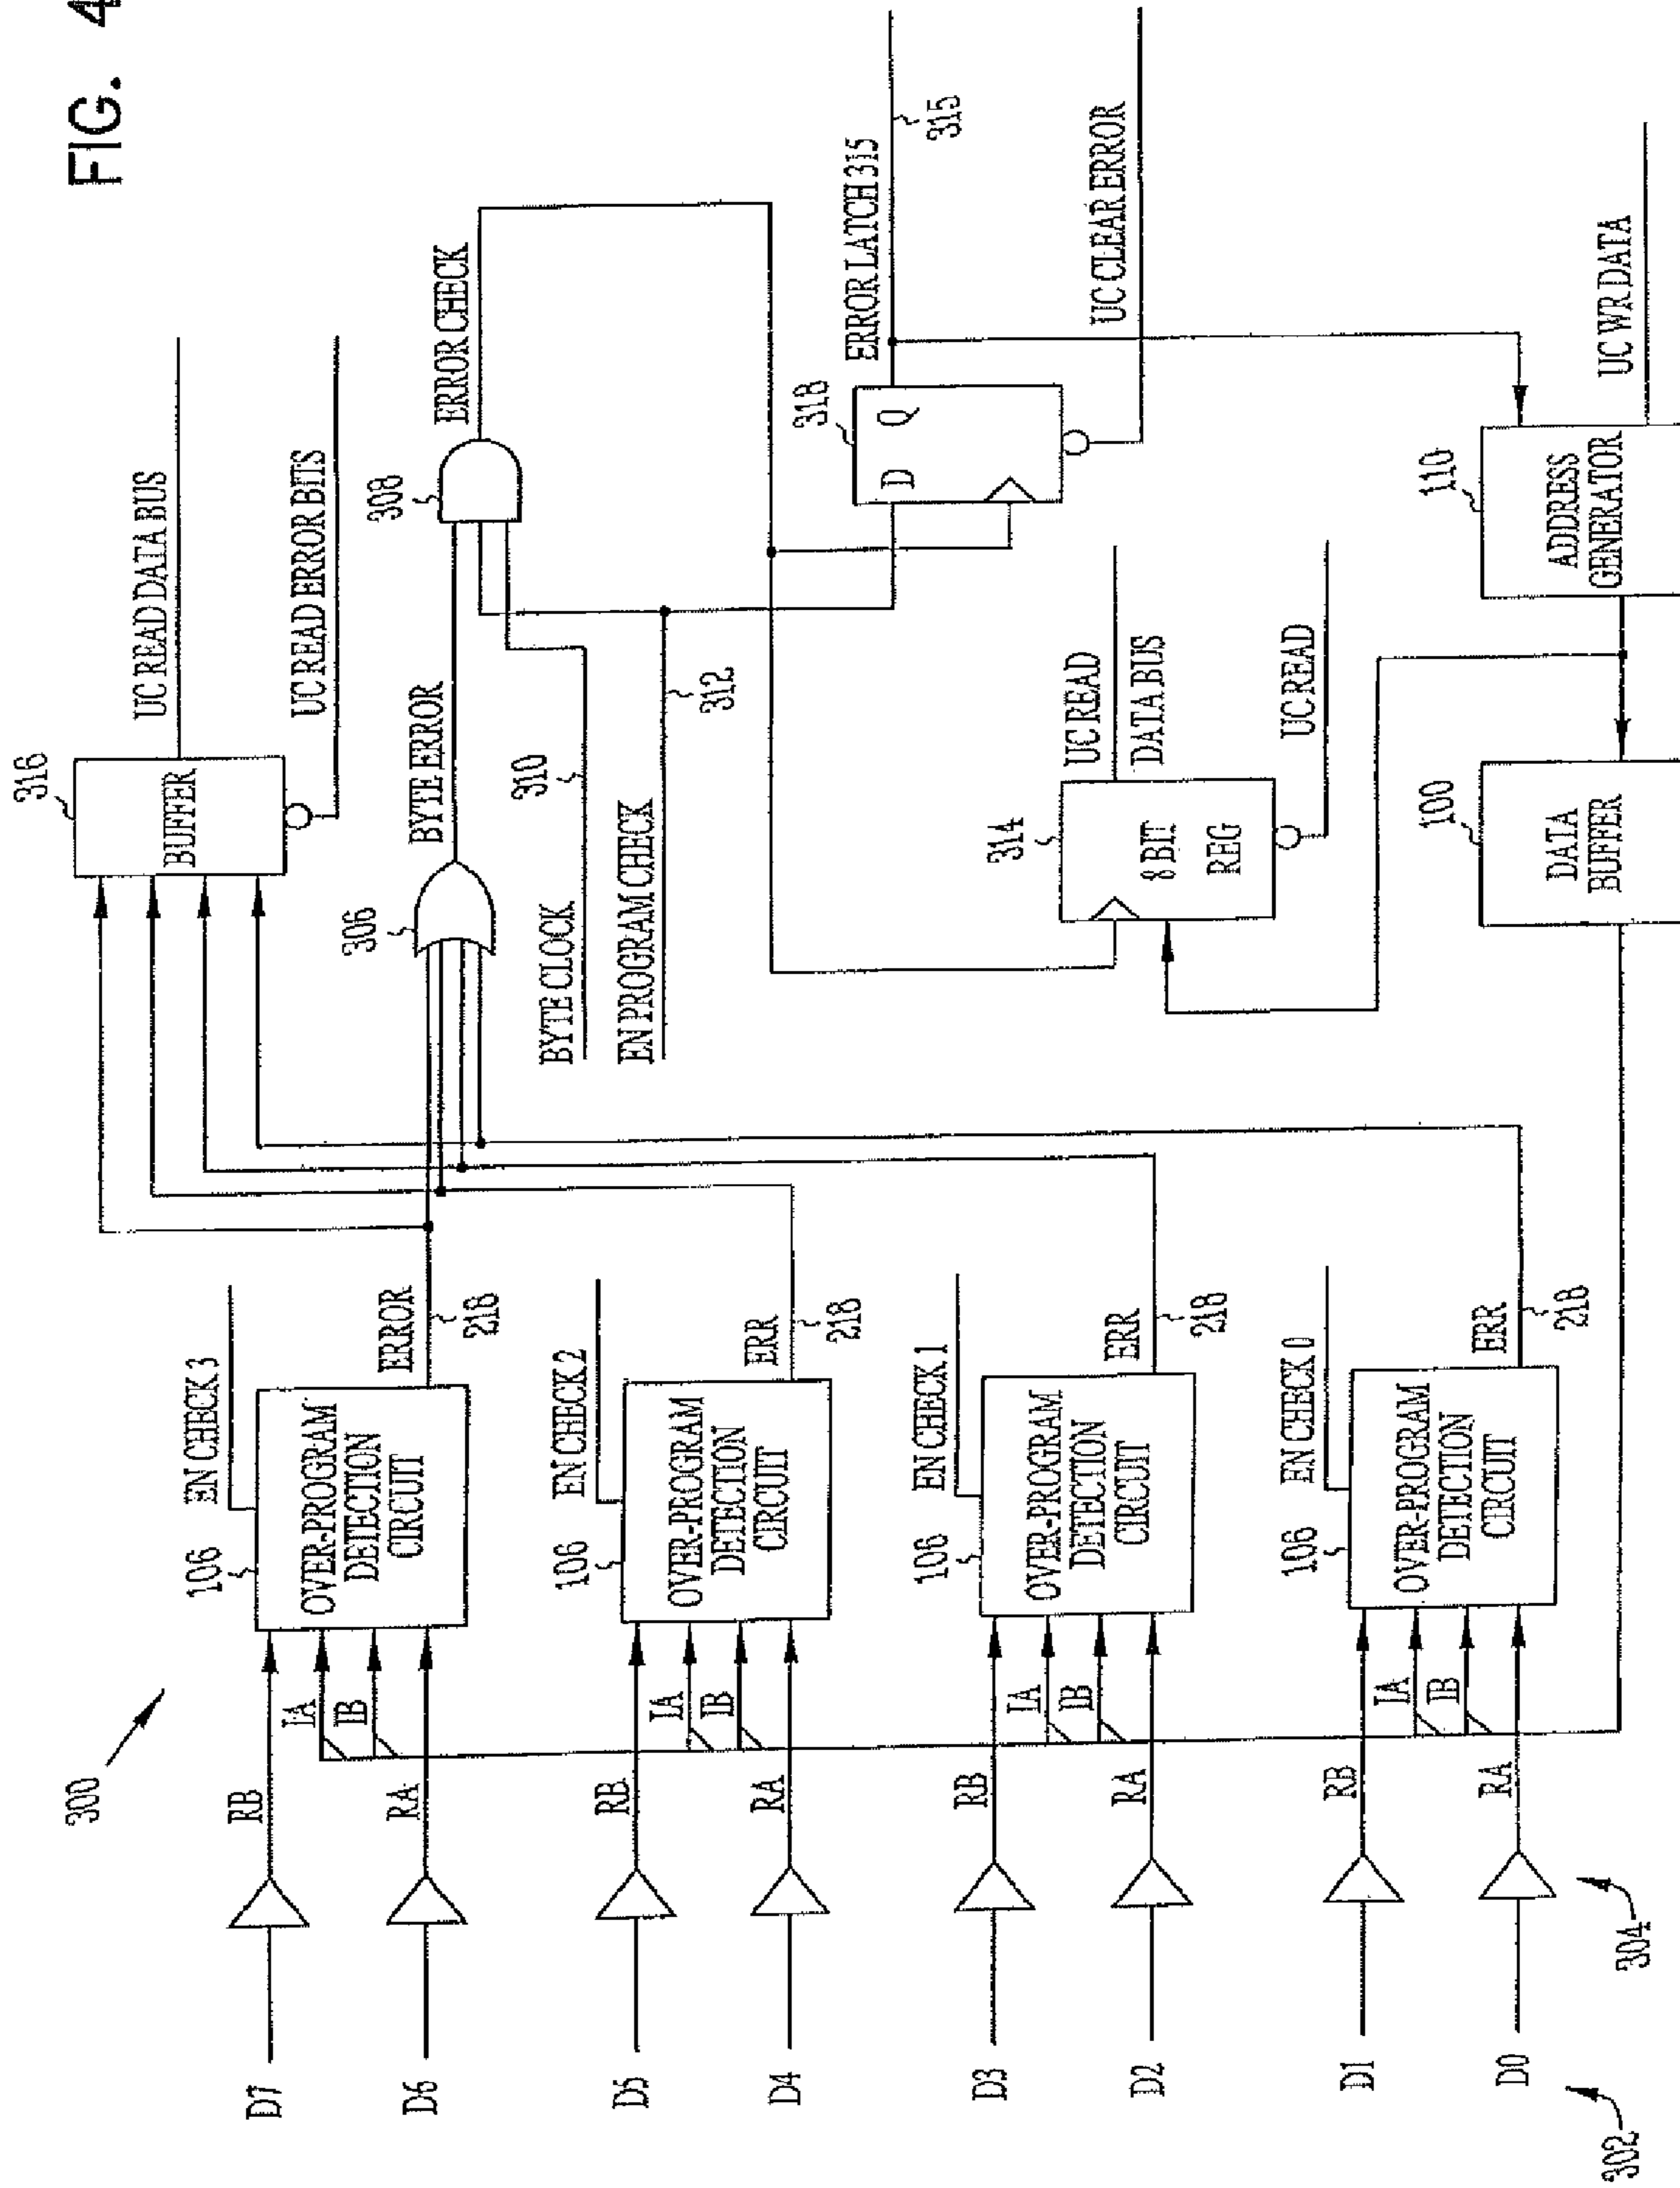 FIG. 4
300
316
BUFFER
UC READ DATA BUS
UC READ ERROR BITS
D7
RB
D6
RA
IA
IB
106
OVER-PROGRAM
DETECTION
CIRCUIT
EN CHECK 3
ERROR
218
306
BYTE ERROR
308
ERROR CHECK
BYTE CLOCK
310
EN PROGRAM CHECK
312
D5
RB
D4
RA
IA
IB
106
OVER-PROGRAM
DETECTION
CIRCUIT
EN CHECK 2
ERR
218
318
D
Q
ERROR LATCH 315
315
UC CLEAR ERROR
D3
RB
D2
RA
IA
IB
106
OVER-PROGRAM
DETECTION
CIRCUIT
EN CHECK 1
ERR
218
314
8 BIT
REG
UC READ
DATA BUS
UC READ
D1
RB
D0
RA
IA
IB
106
OVER-PROGRAM
DETECTION
CIRCUIT
EN CHECK 0
ERR
218
100
DATA
BUFFER
110
ADDRESS
GENERATOR
UC WR DATA
302
304